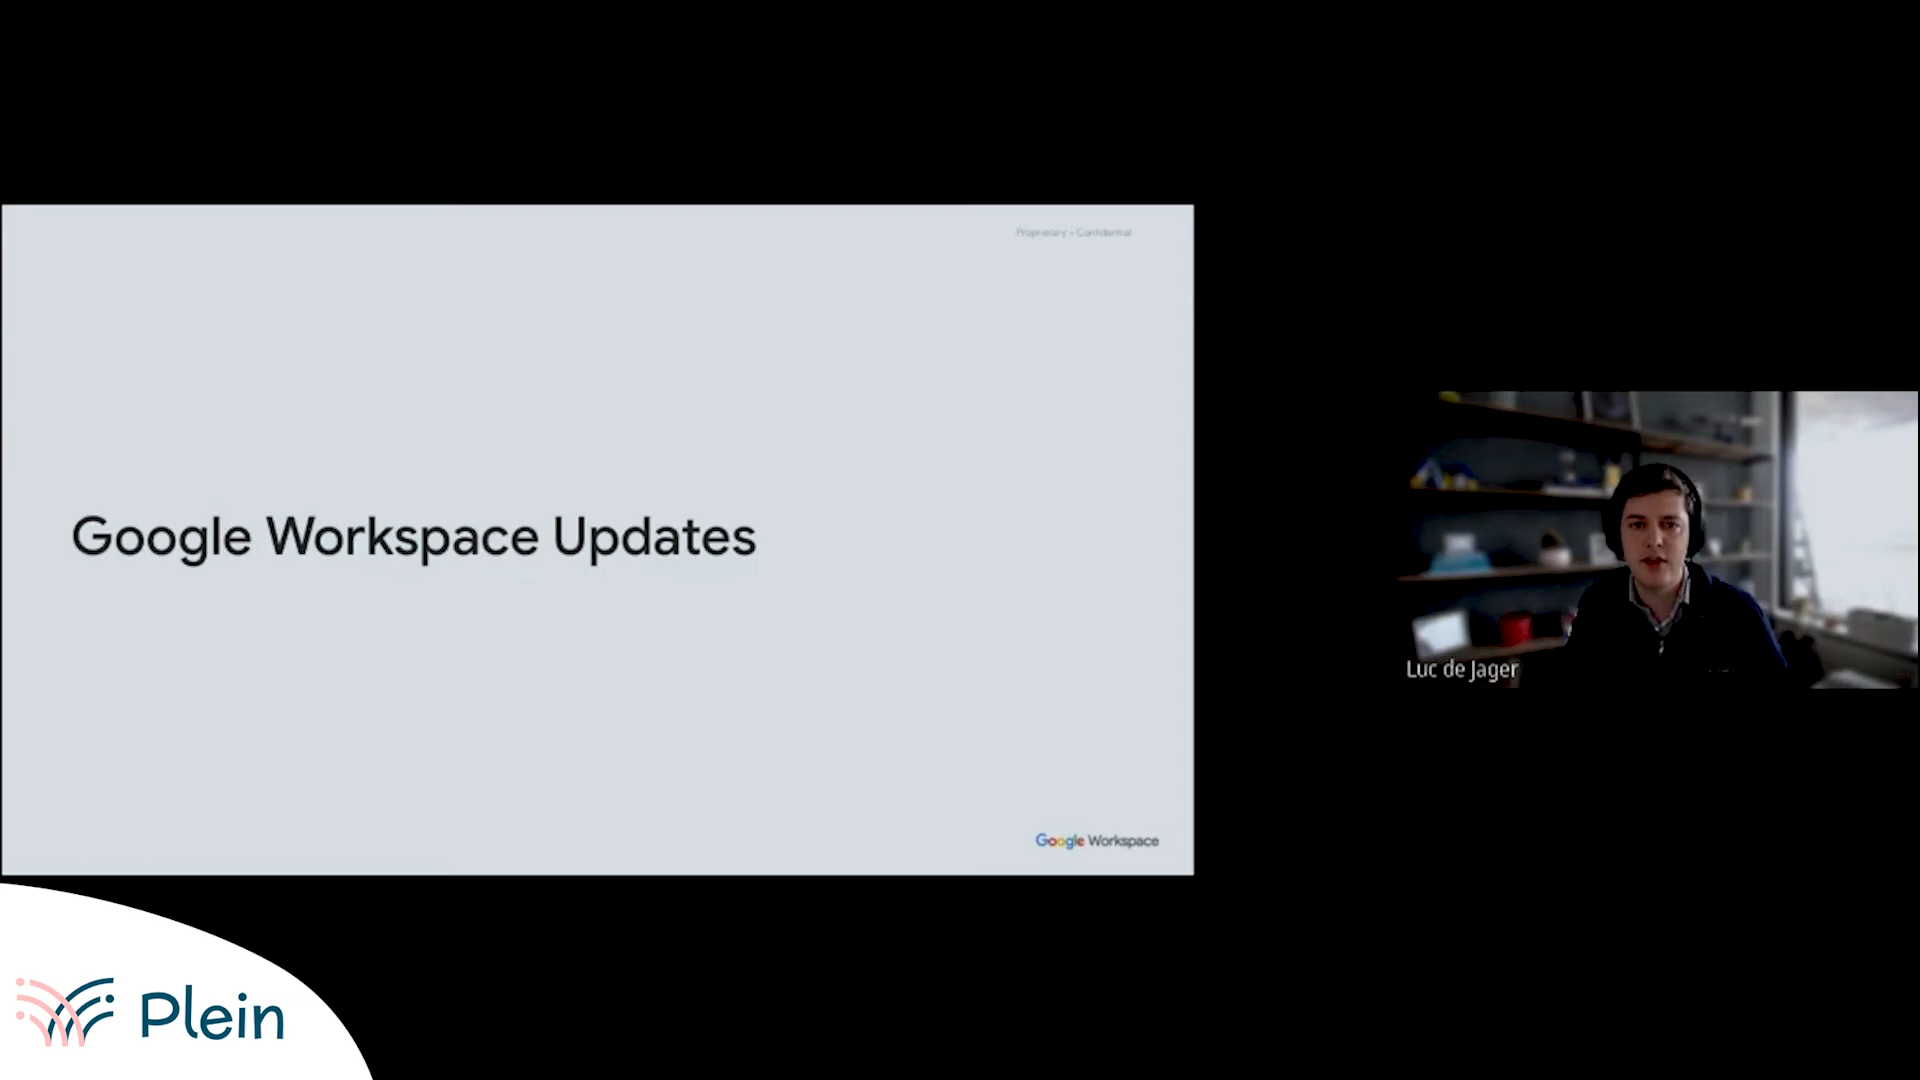 Proprietary + Confidential
Google Workspace Updates
Google Workspace
Luc de Jager
Plein